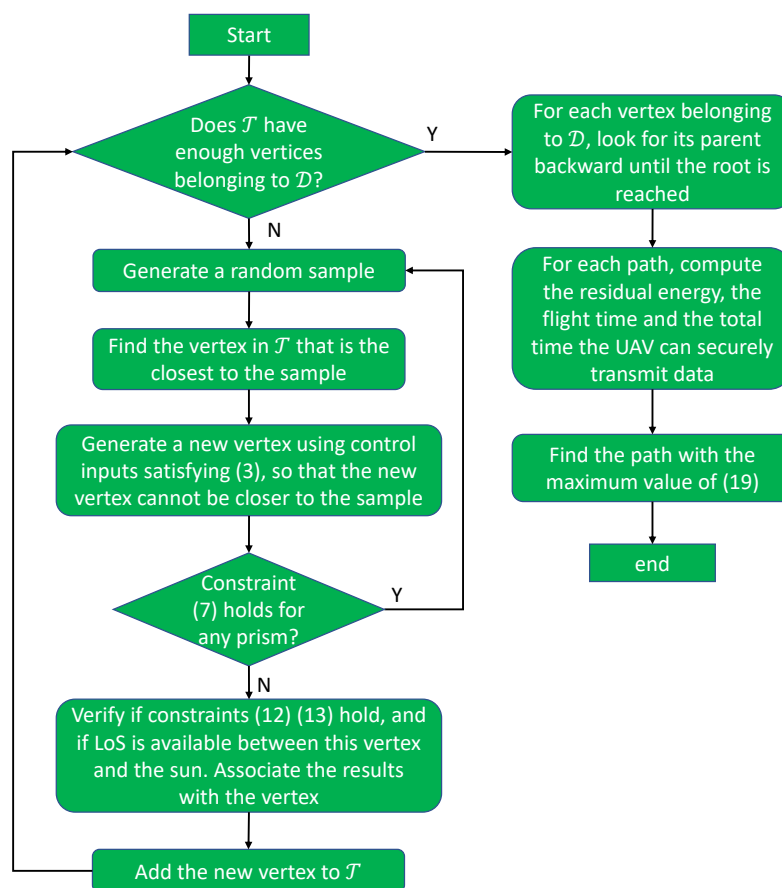 Start
Does 𝒯 have
enough vertices
belonging to 𝒟?
Y
N
Generate a random sample
Find the vertex in 𝒯 that is the
closest to the sample
Generate a new vertex using control
inputs satisfying (3), so that the new
vertex cannot be closer to the sample
Constraint
(7) holds for
any prism?
Y
N
Verify if constraints (12) (13) hold, and
if LoS is available between this vertex
and the sun. Associate the results
with the vertex
Add the new vertex to 𝒯
For each vertex belonging
to 𝒟, look for its parent
backward until the root is
reached
For each path, compute
the residual energy, the
flight time and the total
time the UAV can securely
transmit data
Find the path with the
maximum value of (19)
end